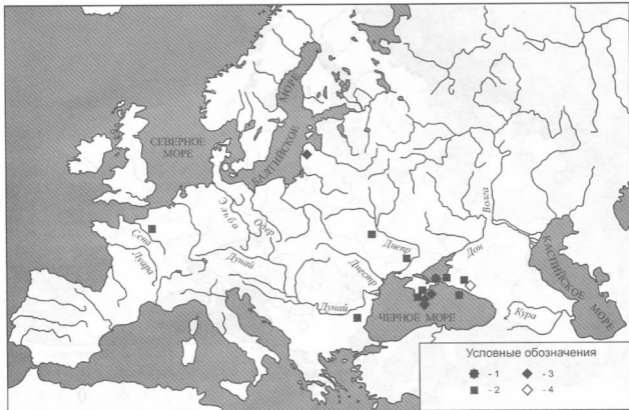 СЕВЕРНОЕ
МОРЕ
БАЛТИЙСКОЕ МОРЕ
Эльба
Одер
Сена
Луара
Дунай
Днестр
Днепр
Дон
Волга
Дунай
ЧЕРНОЕ МОРЕ
Кура
КАСПИЙСКОЕ МОРЕ
Условные обозначения
- 1 - 3
- 2 - 4